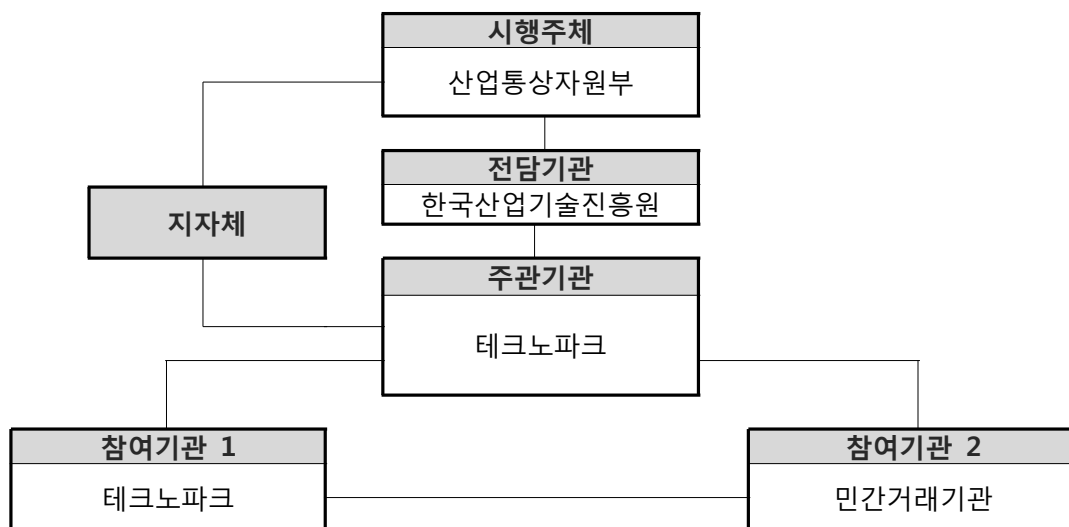 시행주체
산업통상자원부
전담기관
한국산업기술진흥원
지자체
주관기관
테크노파크
참여기관 1
테크노파크
참여기관 2
민간거래기관